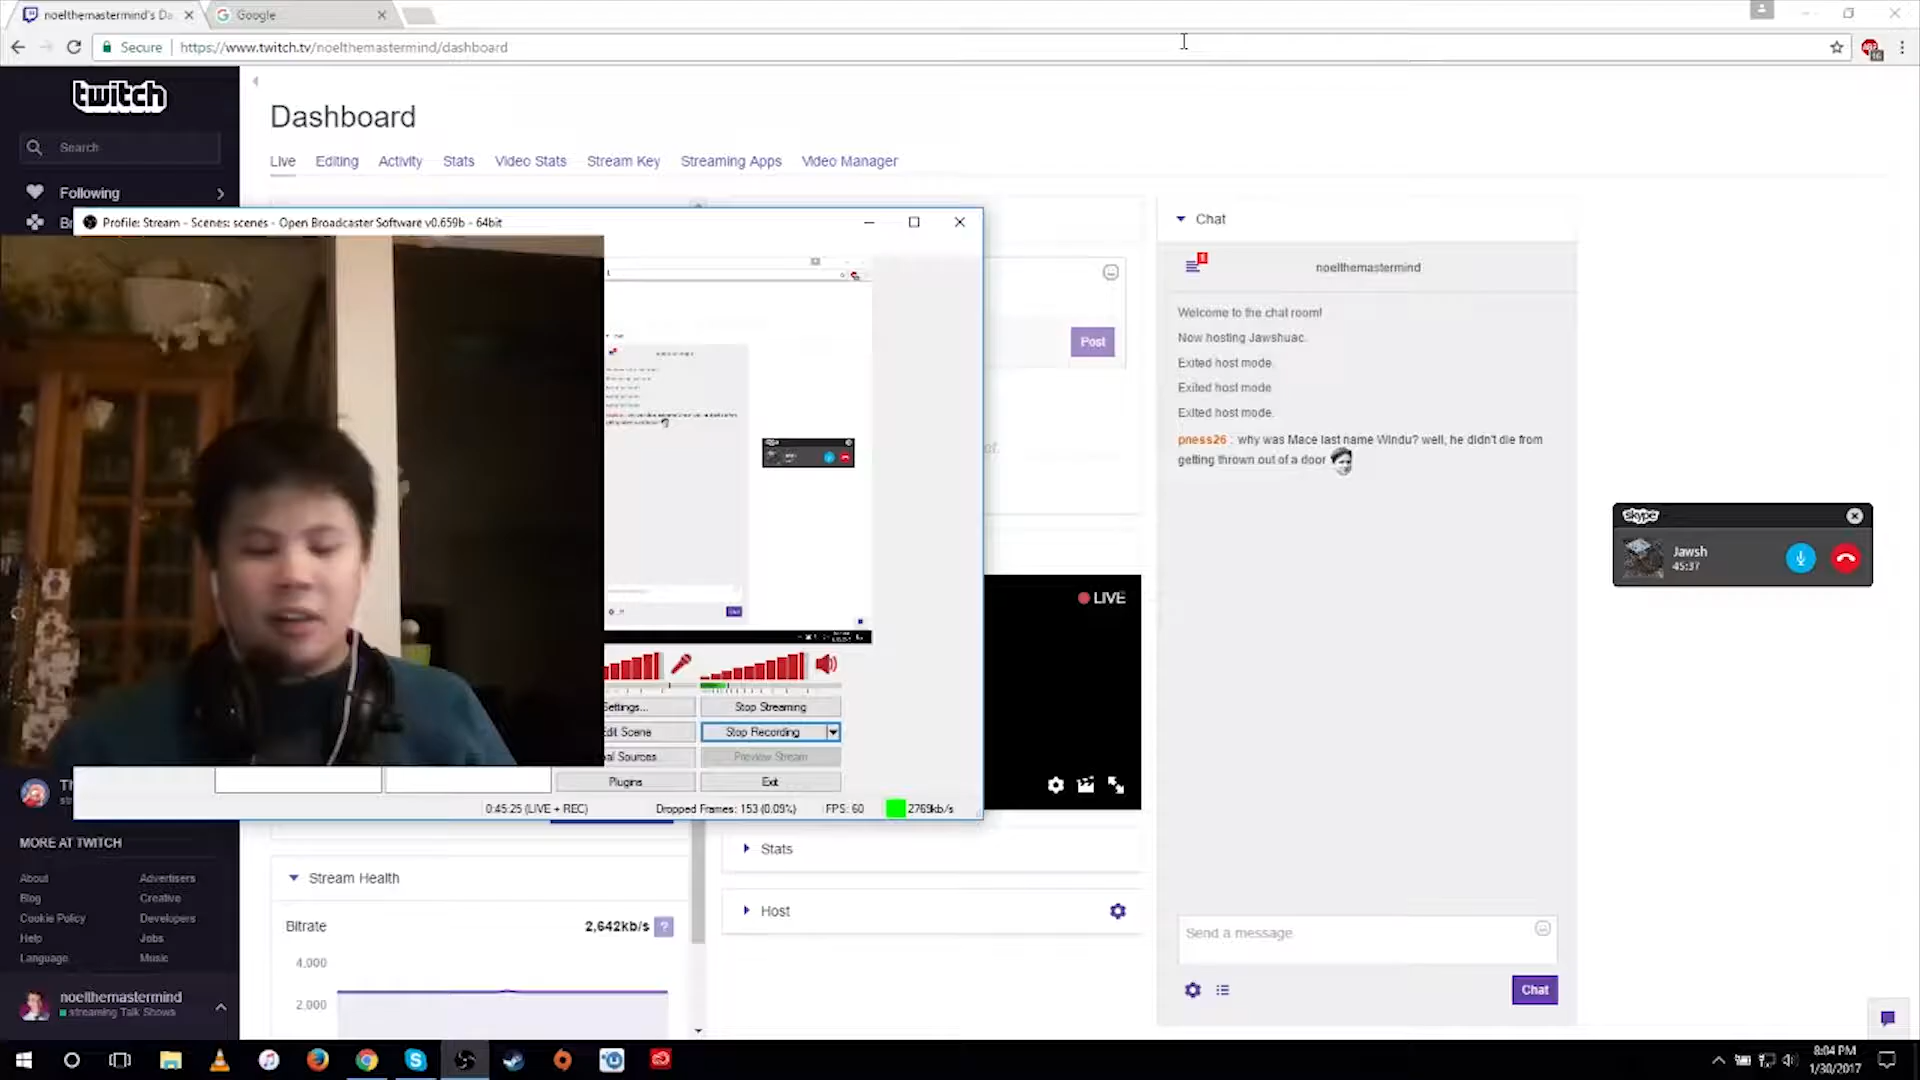 noelthemastermind's Da
Google
Secure
https://www.twitch.tv/noelthemastermind/dashboard
twitch
Search
Following
Dashboard
Live Editing Activity Stats Video Stats Stream Key Streaming Apps Video Manager
Profile: Stream - Scenes: scenes - Open Broadcaster Software v0.659b - 64bit
Post
Chat
1
noelthemastermind
Welcome to the chat room!
Now hosting Jawshuac.
Exited host mode.
Exited host mode
Exited host mode.
pness26 : why was Mace last name Windu? well, he didn't die from
getting thrown out of a door
skype
Jawsh
45:37
LIVE
Settings... Stop Streaming
Edit Scene Stop Recording
Preview Stream
Plugins Exit
0:45:25 (LIVE + REC) Dropped Frames: 153 (0.09%) FPS: 60 2769kb/s
MORE AT TWITCH
About Advertisers
Blog Creative
Cookie Policy Developers
Help Jobs
Language Music
noelthemastermind
streaming Talk Shows
Stream Health
Bitrate 2,642kb/s ?
4,000
2,000
Stats
Host
Send a message
Chat
8:04 PM
1/30/2017